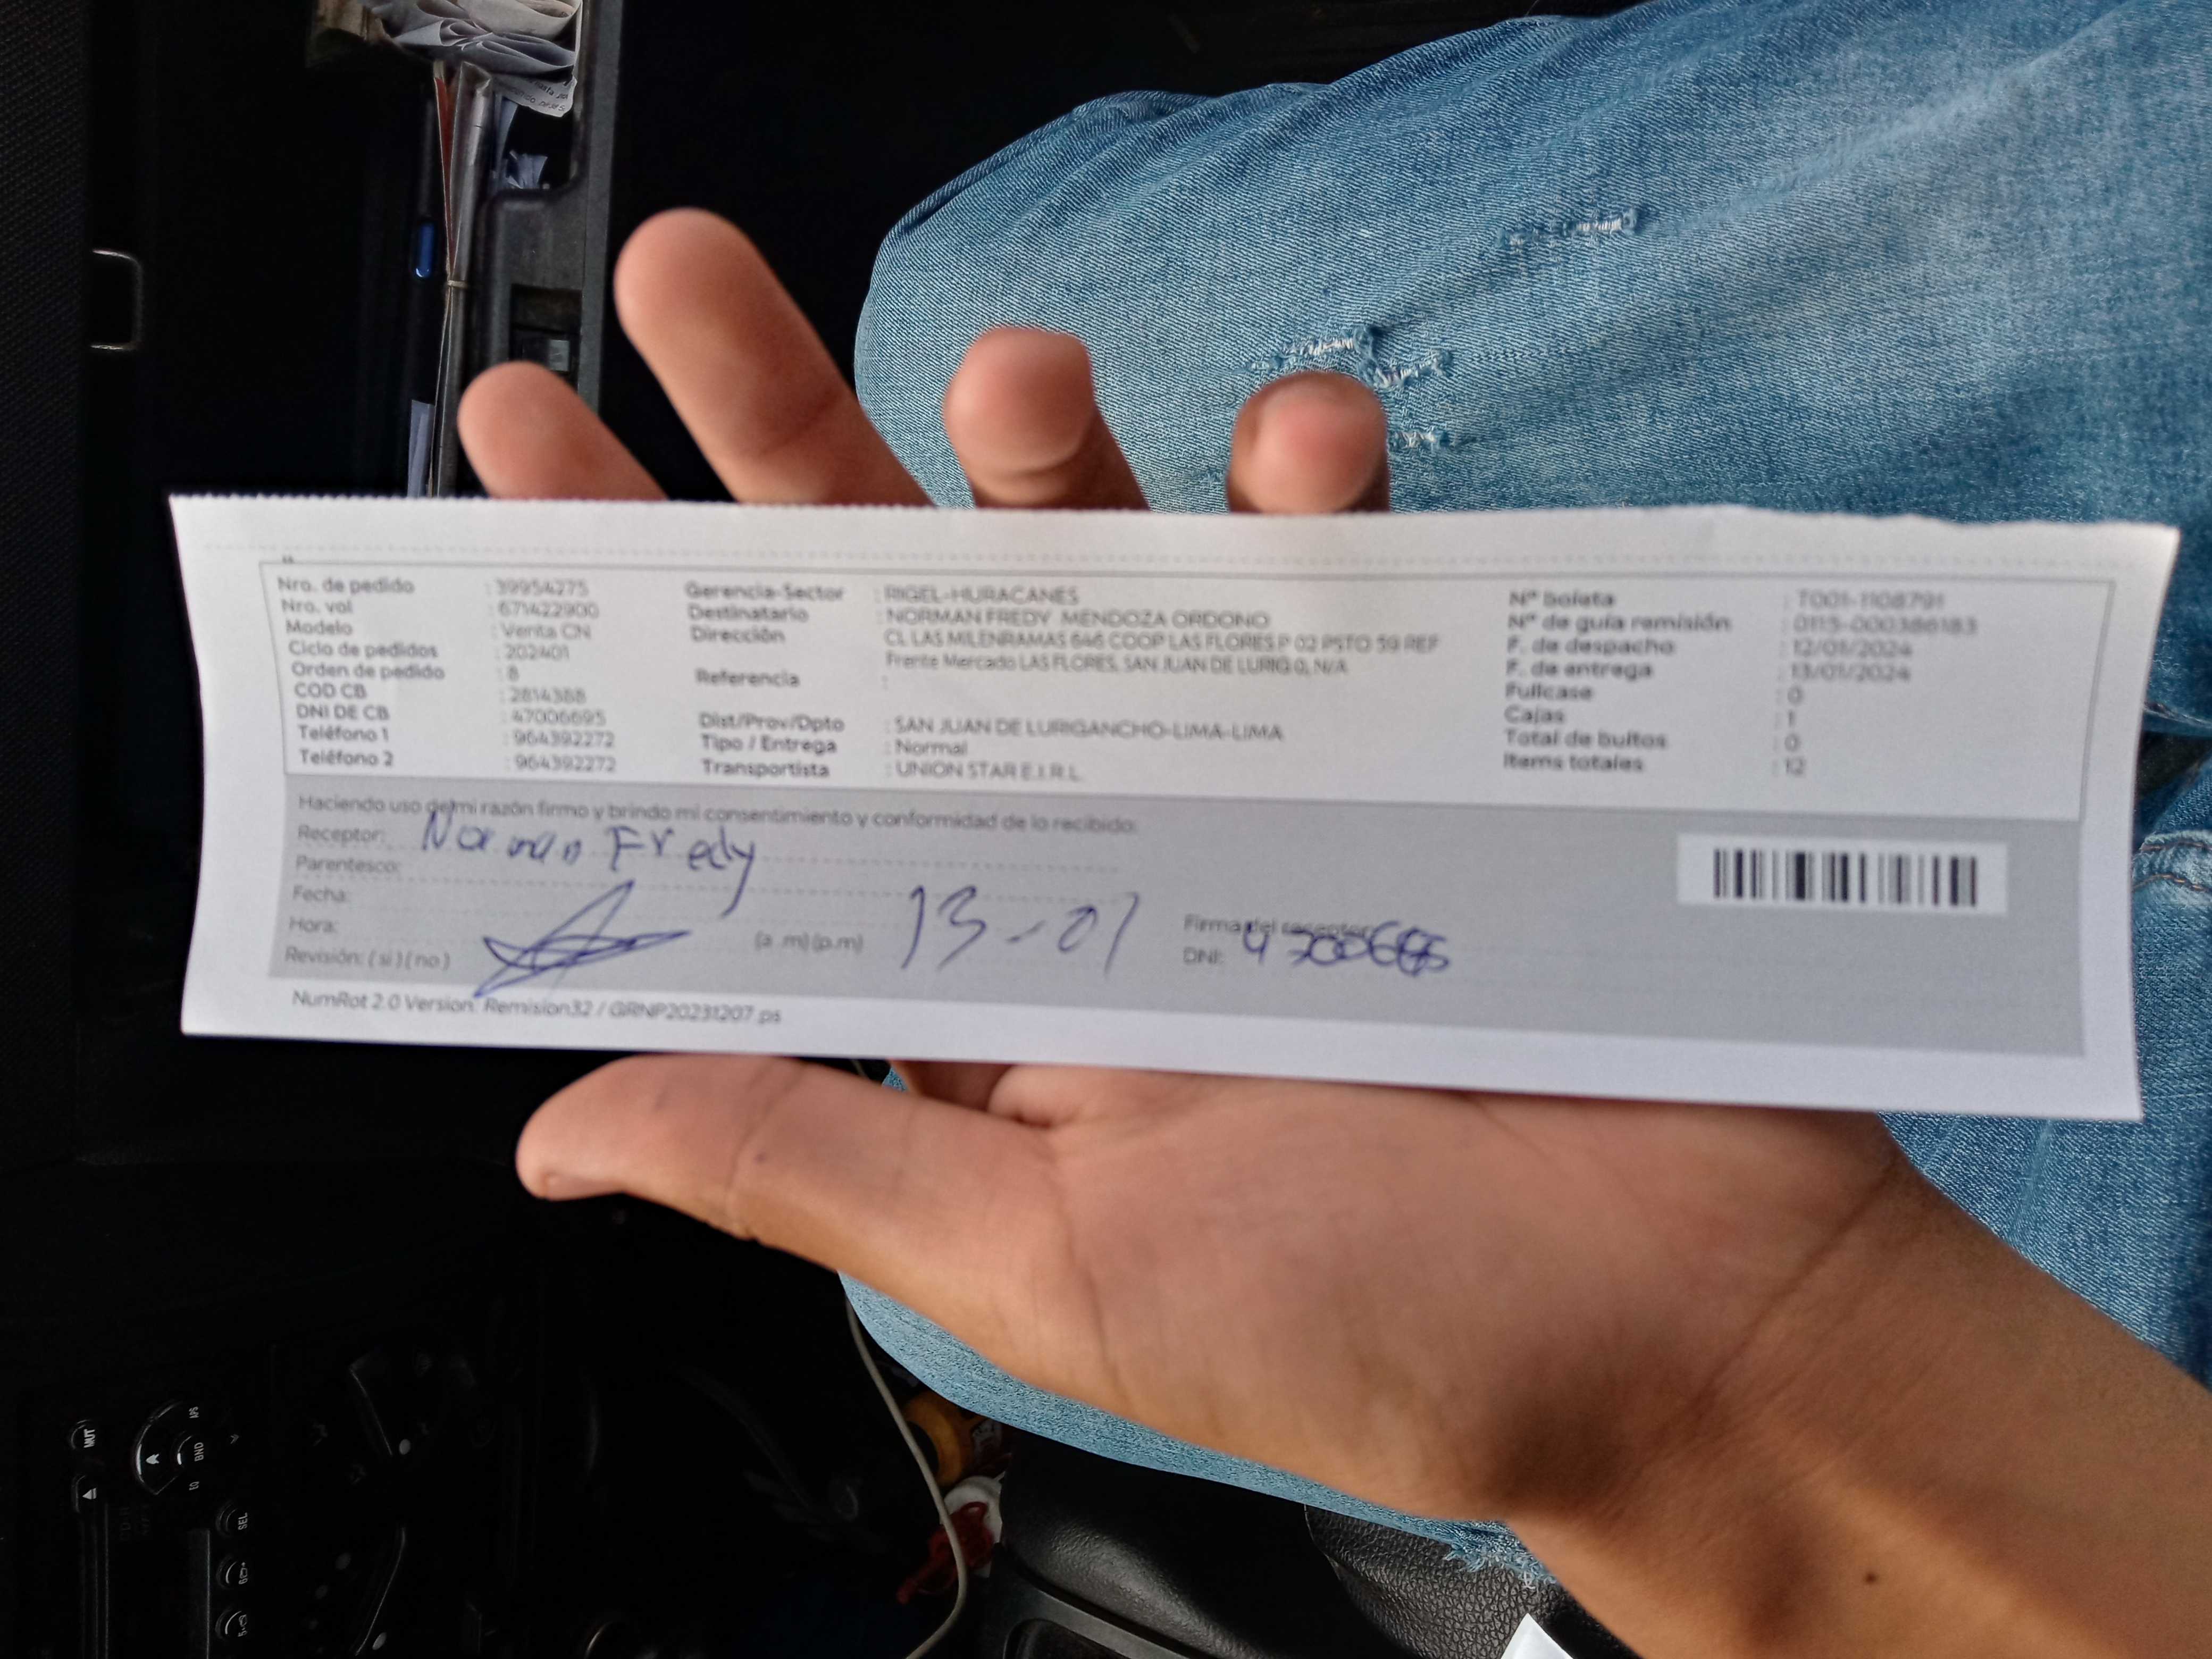 Nro. de pedido : 39954275
Nro. vol : 671422900
Modelo : Venta CN
Ciclo de pedidos : 202401
Orden de pedido : 8
COD CB : 2814388
DNI DE CB : 47006695
Teléfono 1 : 964392272
Teléfono 2 : 964392272
Gerencia-Sector : RIGEL-HURACANES
Destinatario : NORMAN FREDY MENDOZA ORDONO
Dirección : CL LAS MILENRAMAS 646 COOP LAS FLORES P 02 PSTO 59 REF
Frente Mercado LAS FLORES, SAN JUAN DE LURIG 0, N/A
Referencia :
Dist/Prov/Dpto : SAN JUAN DE LURIGANCHO-LIMA-LIMA
Tipo / Entrega : Normal
Transportista : UNION STAR E.I.R.L.
N° boleta : T001-1108791
N° de guía remisión : 0115-000386183
F. de despacho : 12/01/2024
F. de entrega : 13/01/2024
Fullcase : 0
Cajas : 1
Total de bultos : 0
Items totales : 12
Haciendo uso de mi razón firmo y brindo mi consentimiento y conformidad de lo recibido:
Receptor: Norman Fredy
Parentesco:
Fecha:
Hora: (a .m) (p.m) 13-01
Revisión: ( si ) ( no )
Firma del receptor:
DNI:
NumRot 2.0 Version: Remision32 / GRNP20231207.ps
MUT
APS
BND
SEL